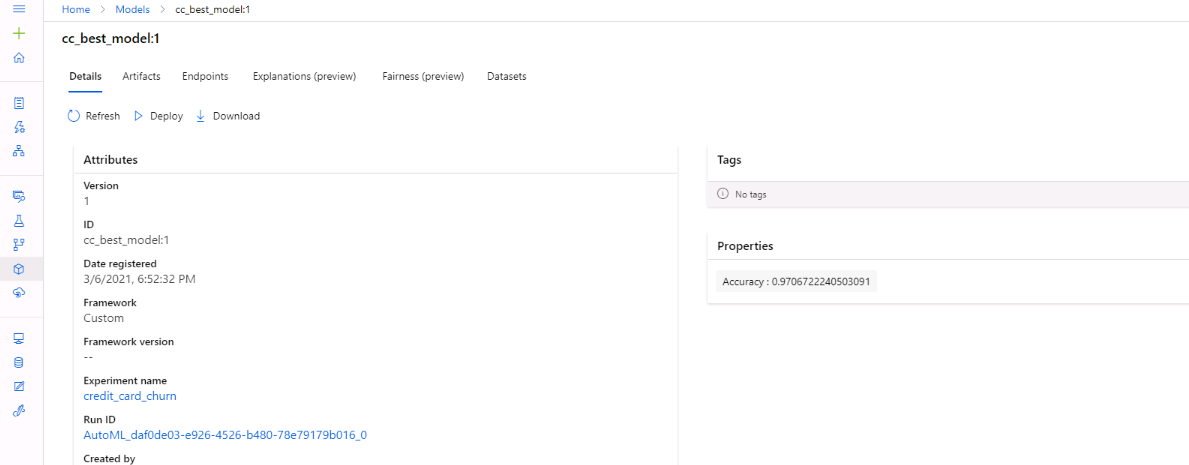 Home > Models > cc_best_model:1
cc_best_model:1
Details Artifacts Endpoints Explanations (preview) Fairness (preview) Datasets
Refresh Deploy Download
Attributes
Version
1
ID
cc_best_model:1
Date registered
3/6/2021, 6:52:32 PM
Framework
Custom
Framework version
--
Experiment name
credit_card_churn
Run ID
AutoML_daf0de03-e926-4526-b480-78e79179b016_0
Created by
Tags
No tags
Properties
Accuracy : 0.9706722240503091